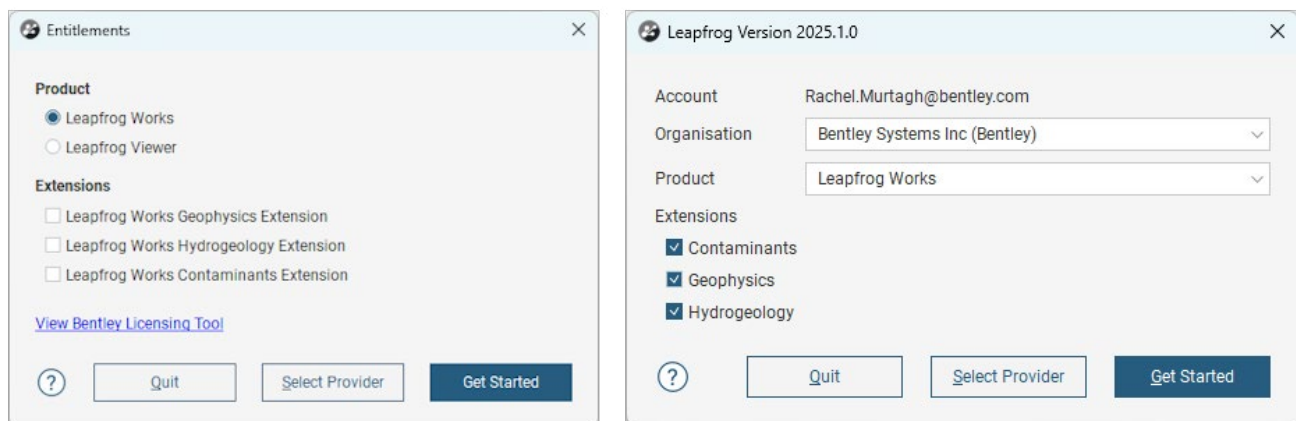 Entitlements
Product
Leapfrog Works
Leapfrog Viewer
Extensions
Leapfrog Works Geophysics Extension
Leapfrog Works Hydrogeology Extension
Leapfrog Works Contaminants Extension
View Bentley Licensing Tool
? Quit Select Provider Get Started
Leapfrog Version 2025.1.0
Account Rachel.Murtagh@bentley.com
Organisation Bentley Systems Inc (Bentley)
Product Leapfrog Works
Extensions
Contaminants
Geophysics
Hydrogeology
? Quit Select Provider Get Started